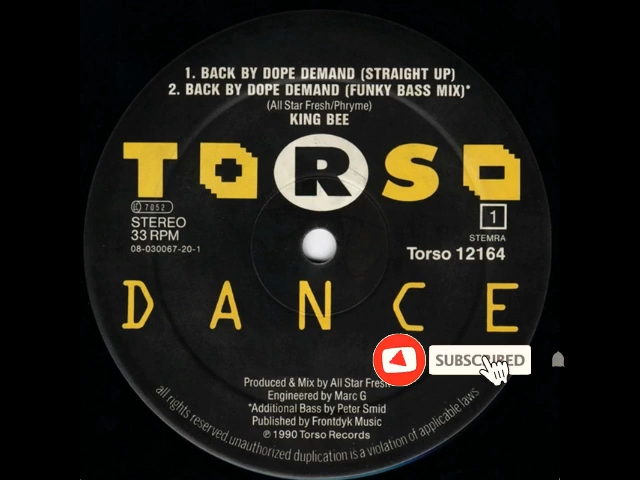 1. BACK BY DOPE DEMAND (STRAIGHT UP)
2. BACK BY DOPE DEMAND (FUNKY BASS MIX)*
(All Star Fresh/Phryme)
KING BEE
TORSO
LC 7052
STEREO
33 RPM
08-030067-20-1
1
STEMRA
Torso 12164
DANCE
SUBSCRIBED
Produced & Mix by All Star Fresh
Engineered by Marc G
*Additional Bass by Peter Smid
Published by Frontdyk Music
℗ 1990 Torso Records
all rights reserved.unauthorized duplication is a violation of applicable laws